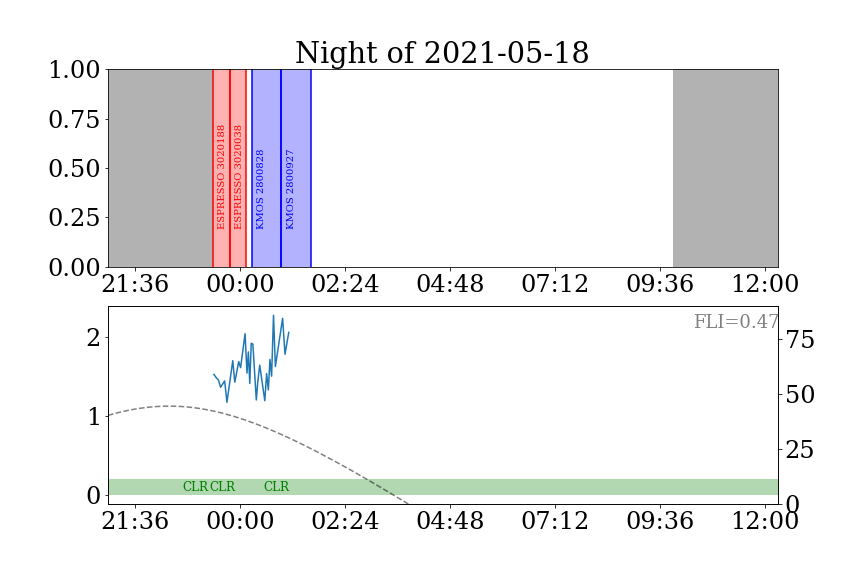 Night of 2021-05-18
1.00
0.75
0.50
0.25
0.00
ESPRESSO 3020188
ESPRESSO 3020038
KMOS 2800828
KMOS 2800927
21:36 00:00 02:24 04:48 07:12 09:36 12:00
FLI=0.47
2
1
0
75
50
25
0
CLR CLR CLR
21:36 00:00 02:24 04:48 07:12 09:36 12:00